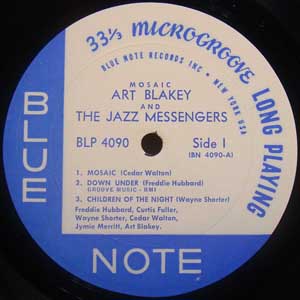 33⅓ MICROGROOVE LONG PLAYING
BLUE NOTE RECORDS INC • NEW YORK USA
MOSAIC
ART BLAKEY
AND
THE JAZZ MESSENGERS
BLP 4090
Side 1
(BN 4090-A)
1. MOSAIC (Cedar Walton)
2. DOWN UNDER (Freddie Hubbard)
GROOVE MUSIC - BMI
3. CHILDREN OF THE NIGHT (Wayne Shorter)
Freddie Hubbard, Curtis Fuller,
Wayne Shorter, Cedar Walton,
Jymie Merritt, Art Blakey.
BLUE
NOTE